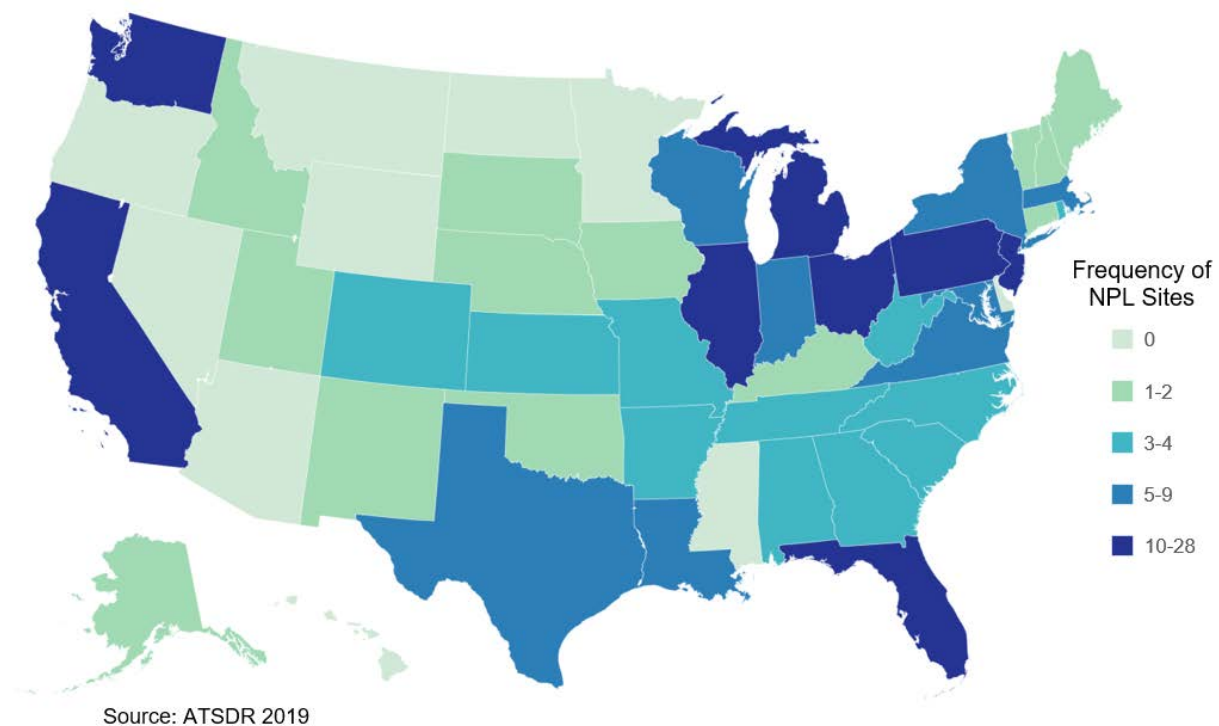 Frequency of
NPL Sites
0
1-2
3-4
5-9
10-28
Source: ATSDR 2019